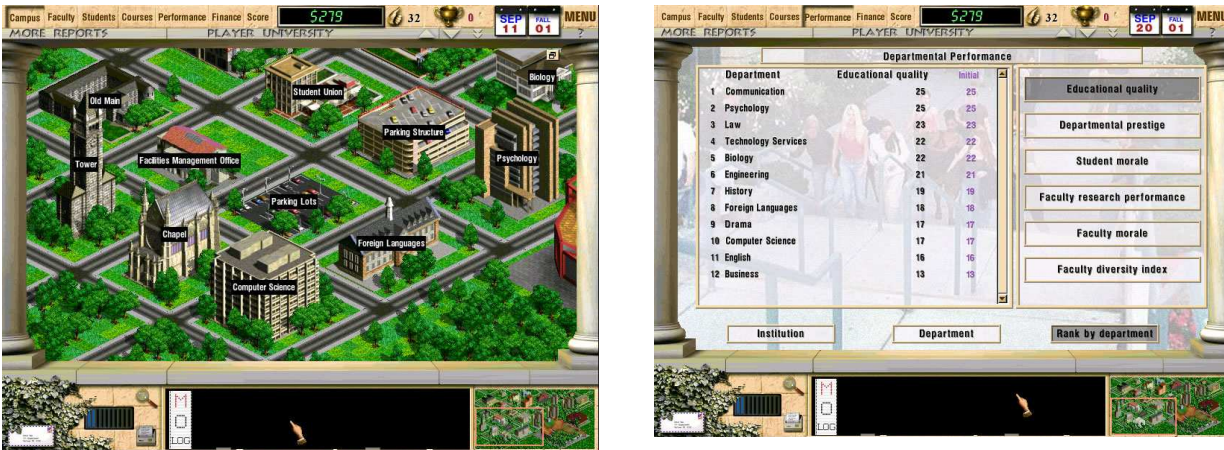 Campus Faculty Students Courses Performance Finance Score $279 32 0 SEP 11 FALL 01 MENU
MORE REPORTS PLAYER UNIVERSITY ?
Biology
Old Main
Student Union
Parking Structure
Tower
Facilities Management Office
Psychology
Parking Lots
Chapel
Foreign Languages
Computer Science
M
O
LOG
Campus Faculty Students Courses Performance Finance Score $279 32 0 SEP 20 FALL 01 MENU
MORE REPORTS PLAYER UNIVERSITY ?
Departmental Performance
Department Educational quality Initial
1 Communication 25 25
2 Psychology 25 25
3 Law 23 23
4 Technology Services 22 22
5 Biology 22 22
6 Engineering 21 21
7 History 19 19
8 Foreign Languages 18 18
9 Drama 17 17
10 Computer Science 17 17
11 English 16 16
12 Business 13 13
Educational quality
Departmental prestige
Student morale
Faculty research performance
Faculty morale
Faculty diversity index
Institution Department Rank by department
M
O
LOG